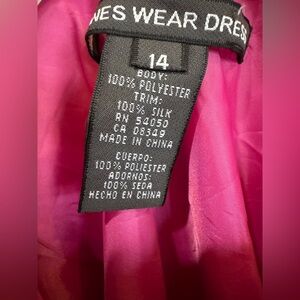 NES WEAR DRES
14
BODY:
100% POLYESTER
TRIM:
100% SILK
RN 54050
CA 08349
MADE IN CHINA
CUERPO:
100% POLIESTER
ADORNOS:
100% SEDA
HECHO EN CHINA